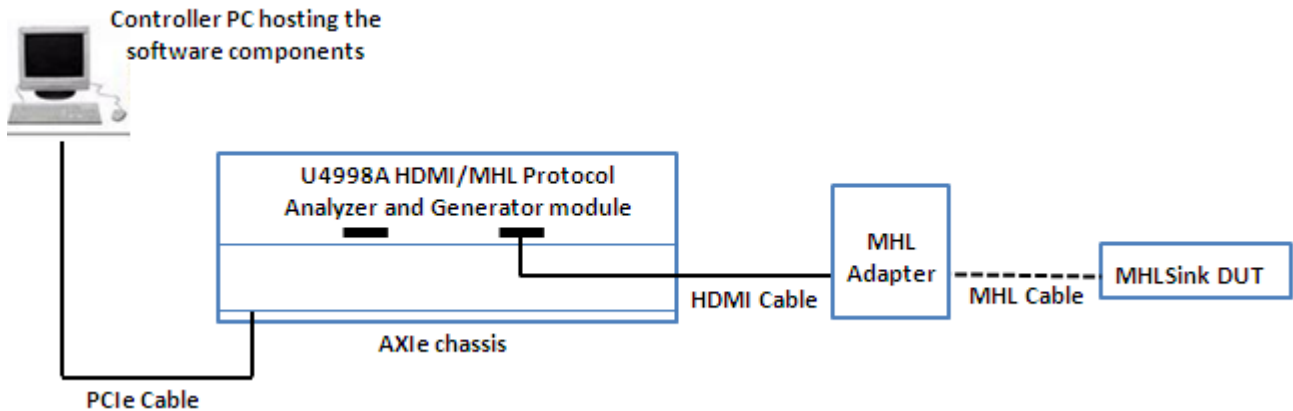 Controller PC hosting the
software components
U4998A HDMI/MHL Protocol
Analyzer and Generator module
MHL
Adapter
MHLSink DUT
HDMI Cable
MHL Cable
AXIe chassis
PCIe Cable